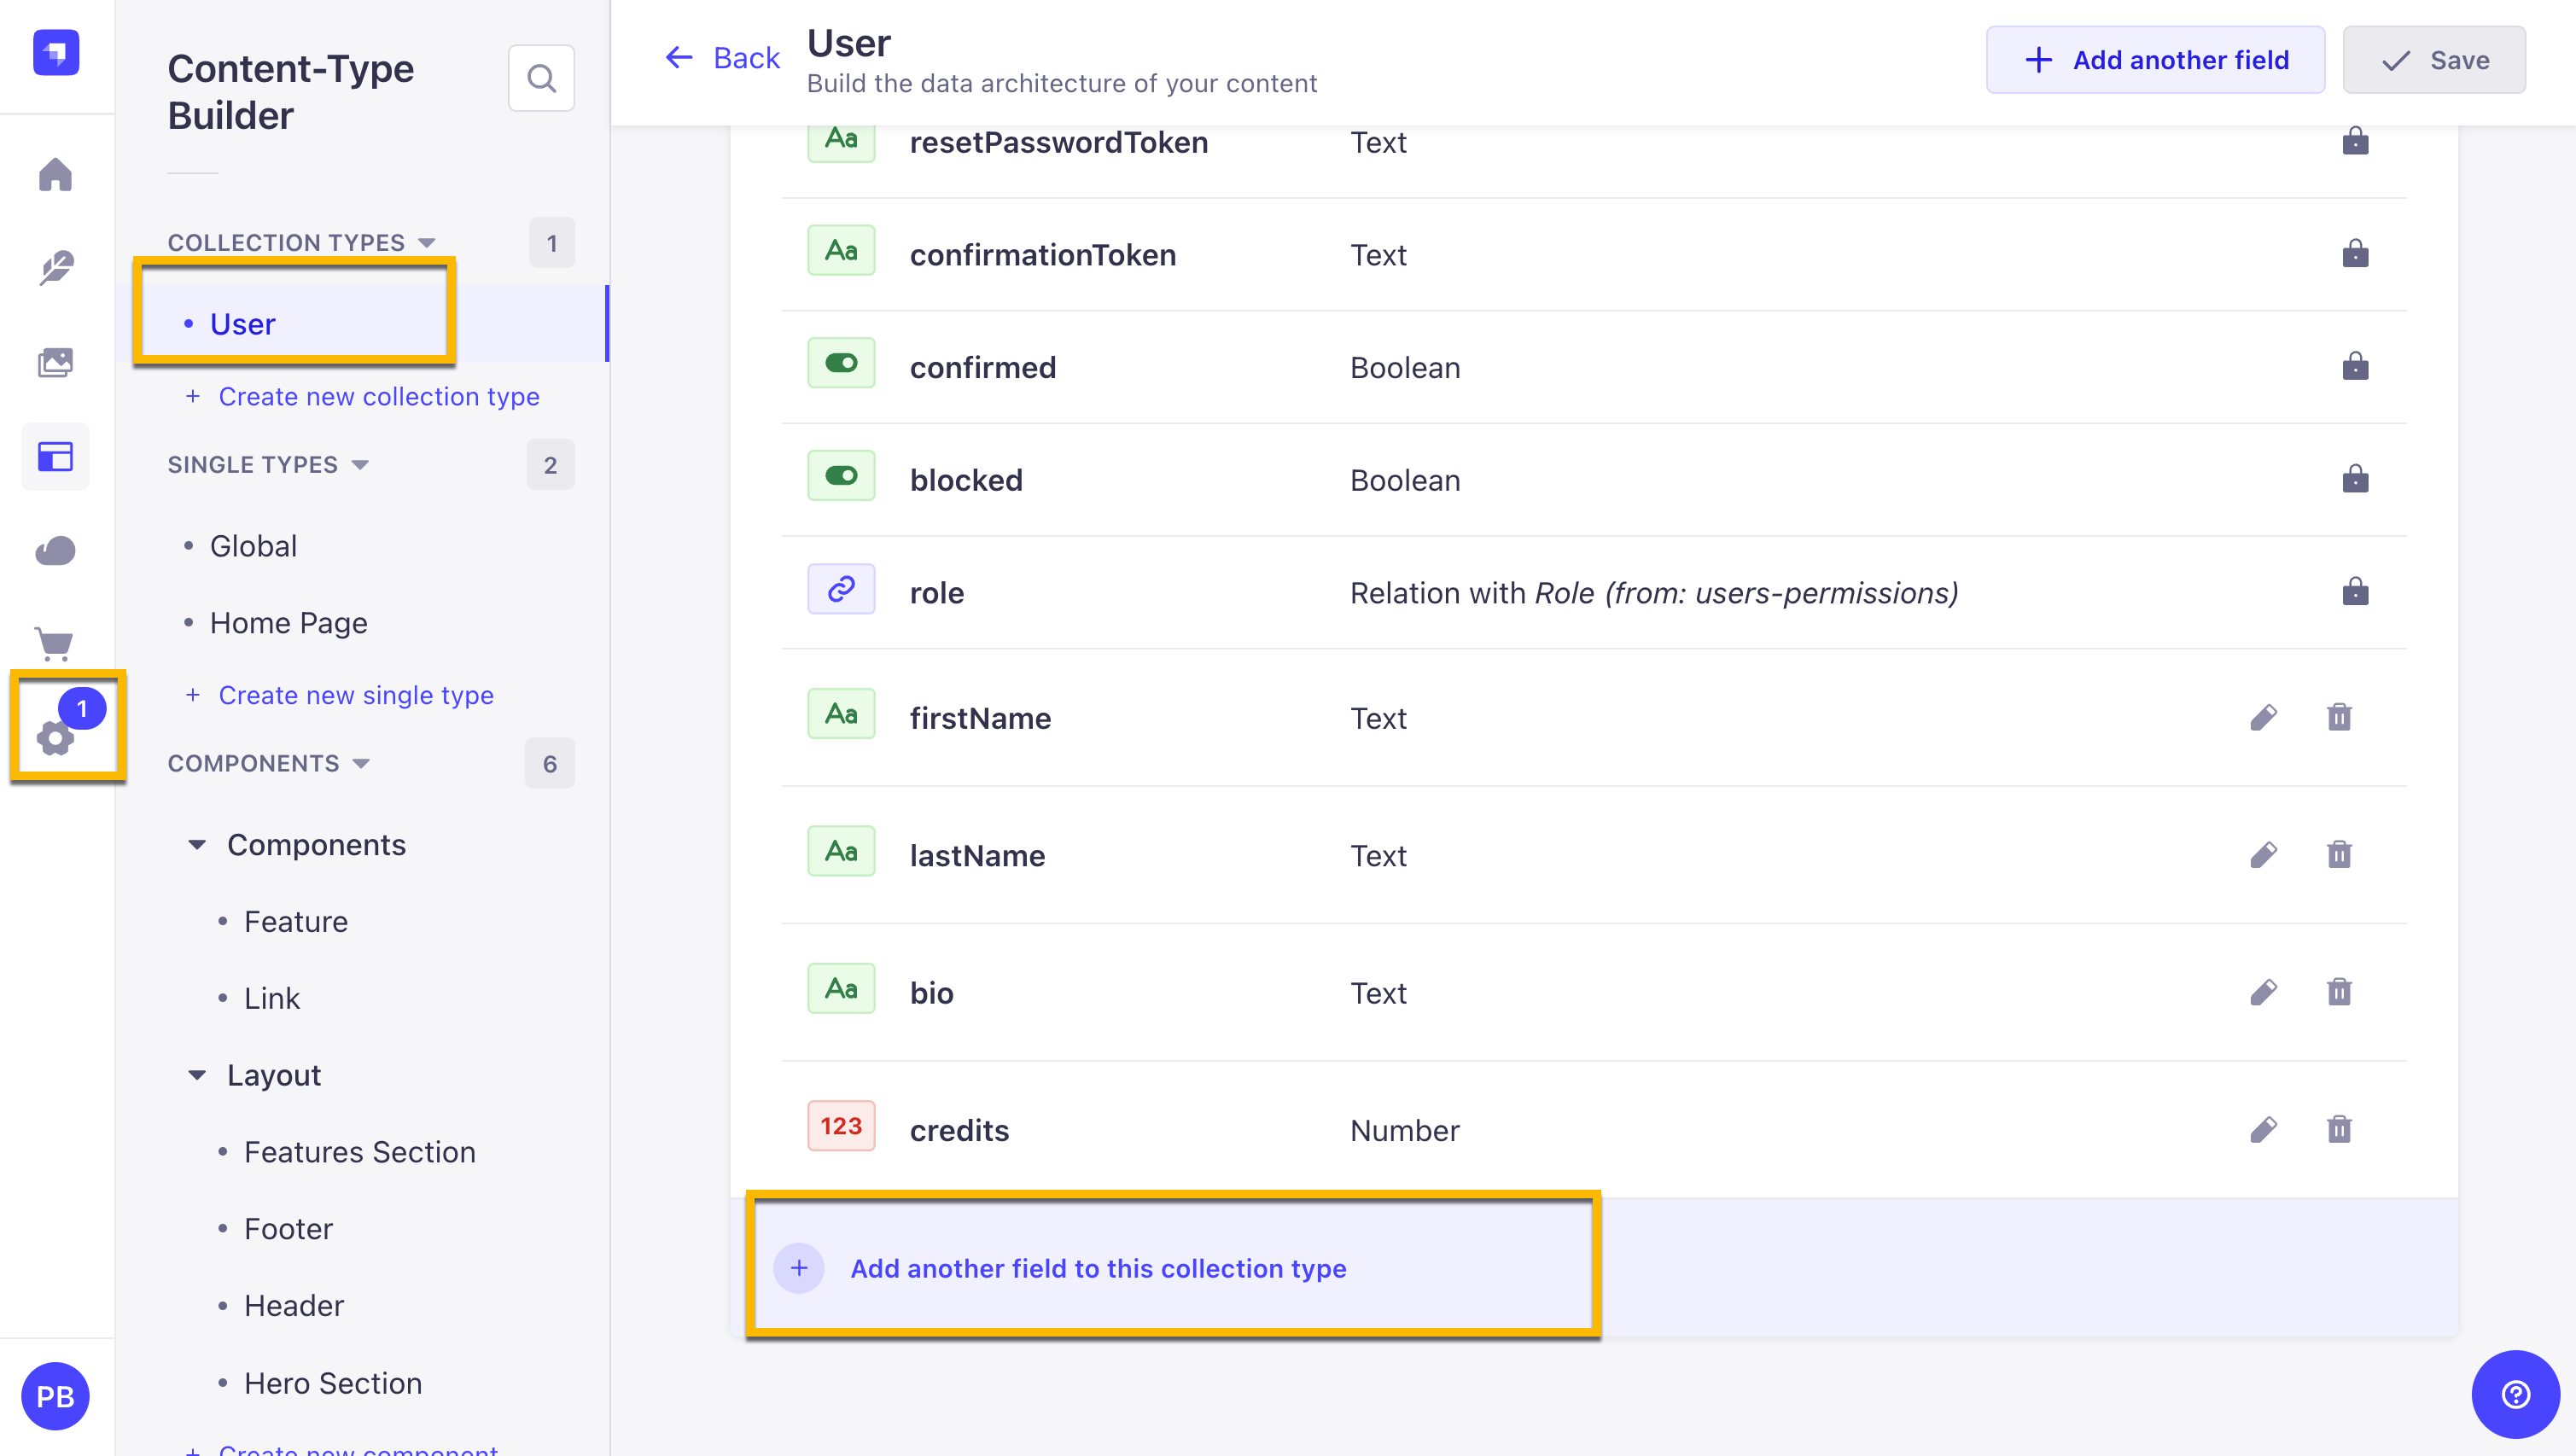 Content-Type
Builder
COLLECTION TYPES
1
User
+ Create new collection type
SINGLE TYPES
2
Global
Home Page
+ Create new single type
COMPONENTS
6
Components
Feature
Link
Layout
Features Section
Footer
Header
Hero Section
+ Create new component
1
PB
Back
User
Build the data architecture of your content
+ Add another field
Save
Aa resetPasswordToken Text
Aa confirmationToken Text
confirmed Boolean
blocked Boolean
role Relation with Role (from: users-permissions)
Aa firstName Text
Aa lastName Text
Aa bio Text
123 credits Number
+ Add another field to this collection type
?